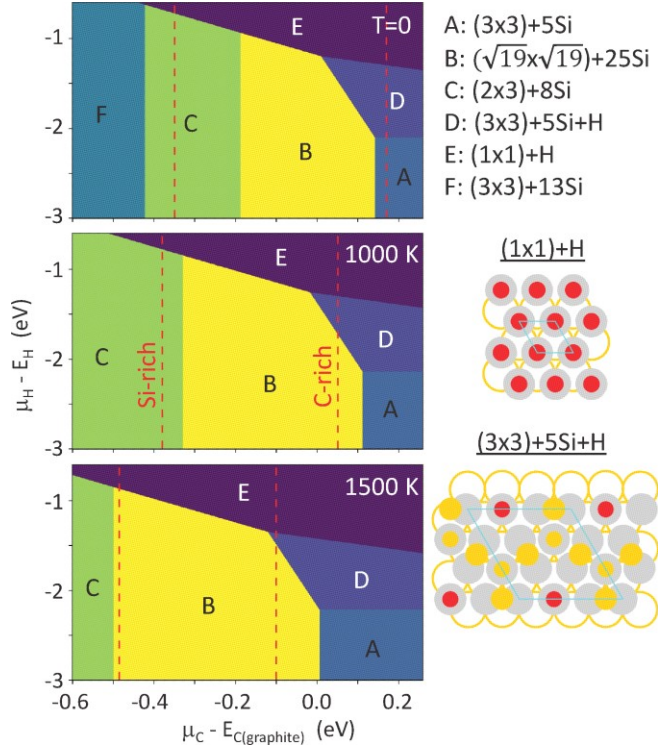 E T=0
-1
F C D
-2 B
A
-3
A: (3x3)+5Si
B: (√19x√19)+25Si
C: (2x3)+8Si
D: (3x3)+5Si+H
E: (1x1)+H
F: (3x3)+13Si
μH - EH (eV)
E 1000 K
-1
D
-2 C Si-rich B C-rich
A
-3
(1x1)+H
(3x3)+5Si+H
E 1500 K
-1
D
-2 C B
A
-3
-0.6 -0.4 -0.2 0.0 0.2
μC - EC(graphite) (eV)